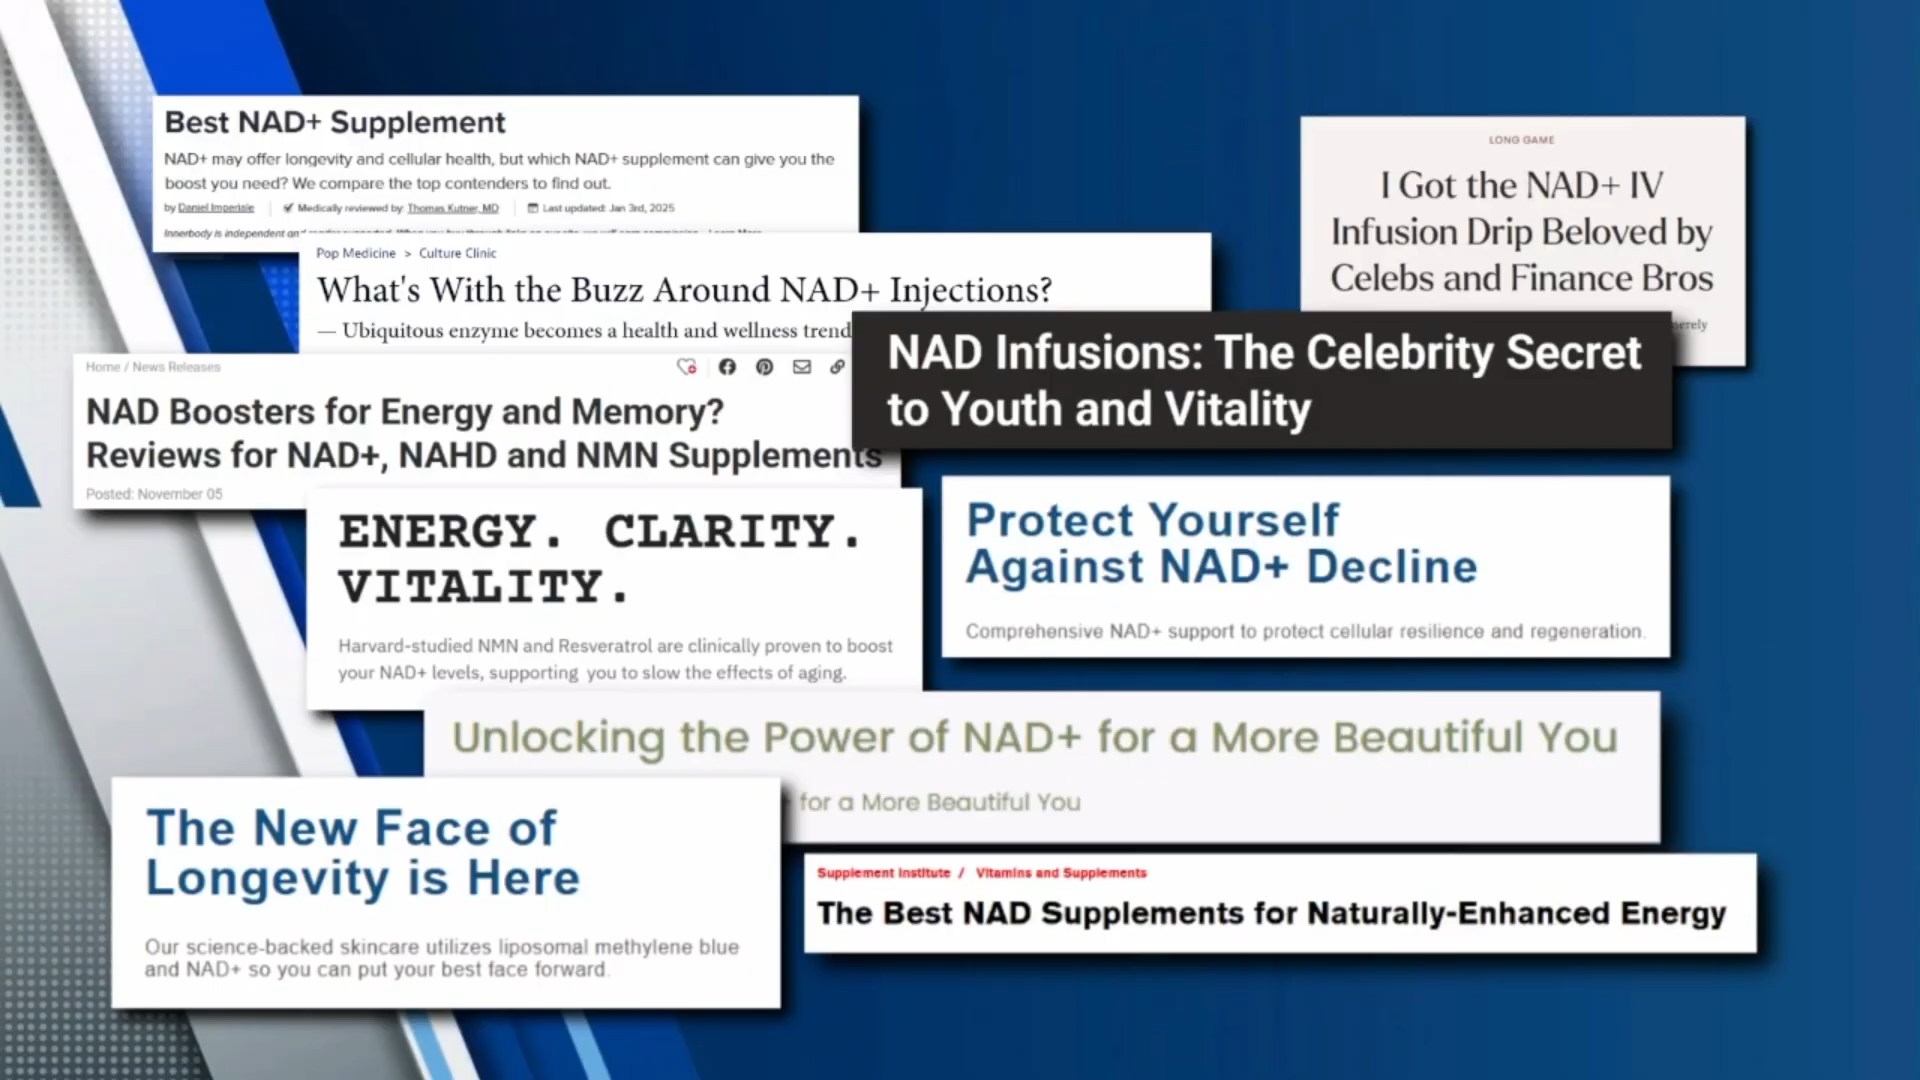 Best NAD+ Supplement
NAD+ may offer longevity and cellular health, but which NAD+ supplement can give you the
boost you need? We compare the top contenders to find out.
by Daniel Imperiale Medically reviewed by: Thomas Kutner, MD Last updated: Jan 3rd, 2025
Innerbody is independent
LONG GAME
I Got the NAD+ IV
Infusion Drip Beloved by
Celebs and Finance Bros
Pop Medicine > Culture Clinic
What's With the Buzz Around NAD+ Injections?
— Ubiquitous enzyme becomes a health and wellness trend
NAD Infusions: The Celebrity Secret
to Youth and Vitality
Home / News Releases
NAD Boosters for Energy and Memory?
Reviews for NAD+, NAHD and NMN Supplements
Posted: November 05
ENERGY. CLARITY.
VITALITY.
Harvard-studied NMN and Resveratrol are clinically proven to boost
your NAD+ levels, supporting you to slow the effects of aging.
Protect Yourself
Against NAD+ Decline
Comprehensive NAD+ support to protect cellular resilience and regeneration.
Unlocking the Power of NAD+ for a More Beautiful You
for a More Beautiful You
The New Face of
Longevity is Here
Our science-backed skincare utilizes liposomal methylene blue
and NAD+ so you can put your best face forward.
Supplement Institute / Vitamins and Supplements
The Best NAD Supplements for Naturally-Enhanced Energy